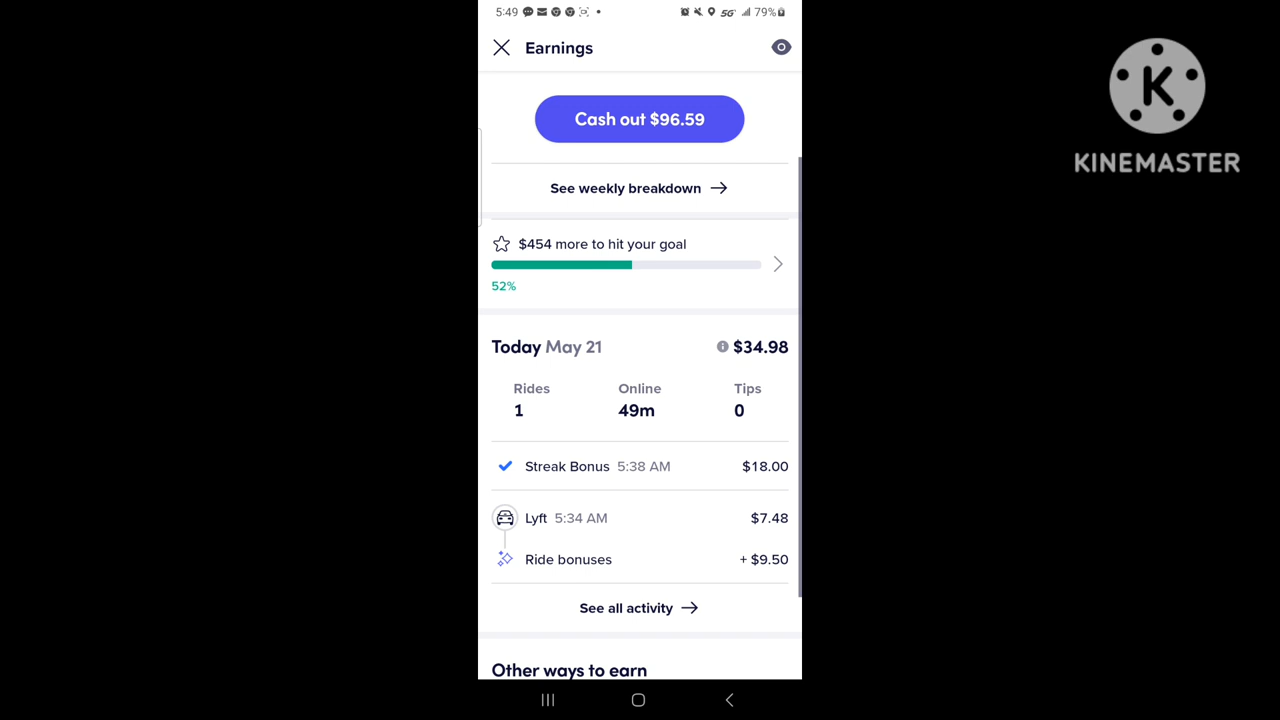 5:49 5G 79%
Earnings
Cash out $96.59
See weekly breakdown
$454 more to hit your goal
52%
Today May 21 $34.98
Rides Online Tips
1 49m 0
Streak Bonus 5:38 AM $18.00
Lyft 5:34 AM $7.48
Ride bonuses + $9.50
See all activity
Other ways to earn
K
KINEMASTER